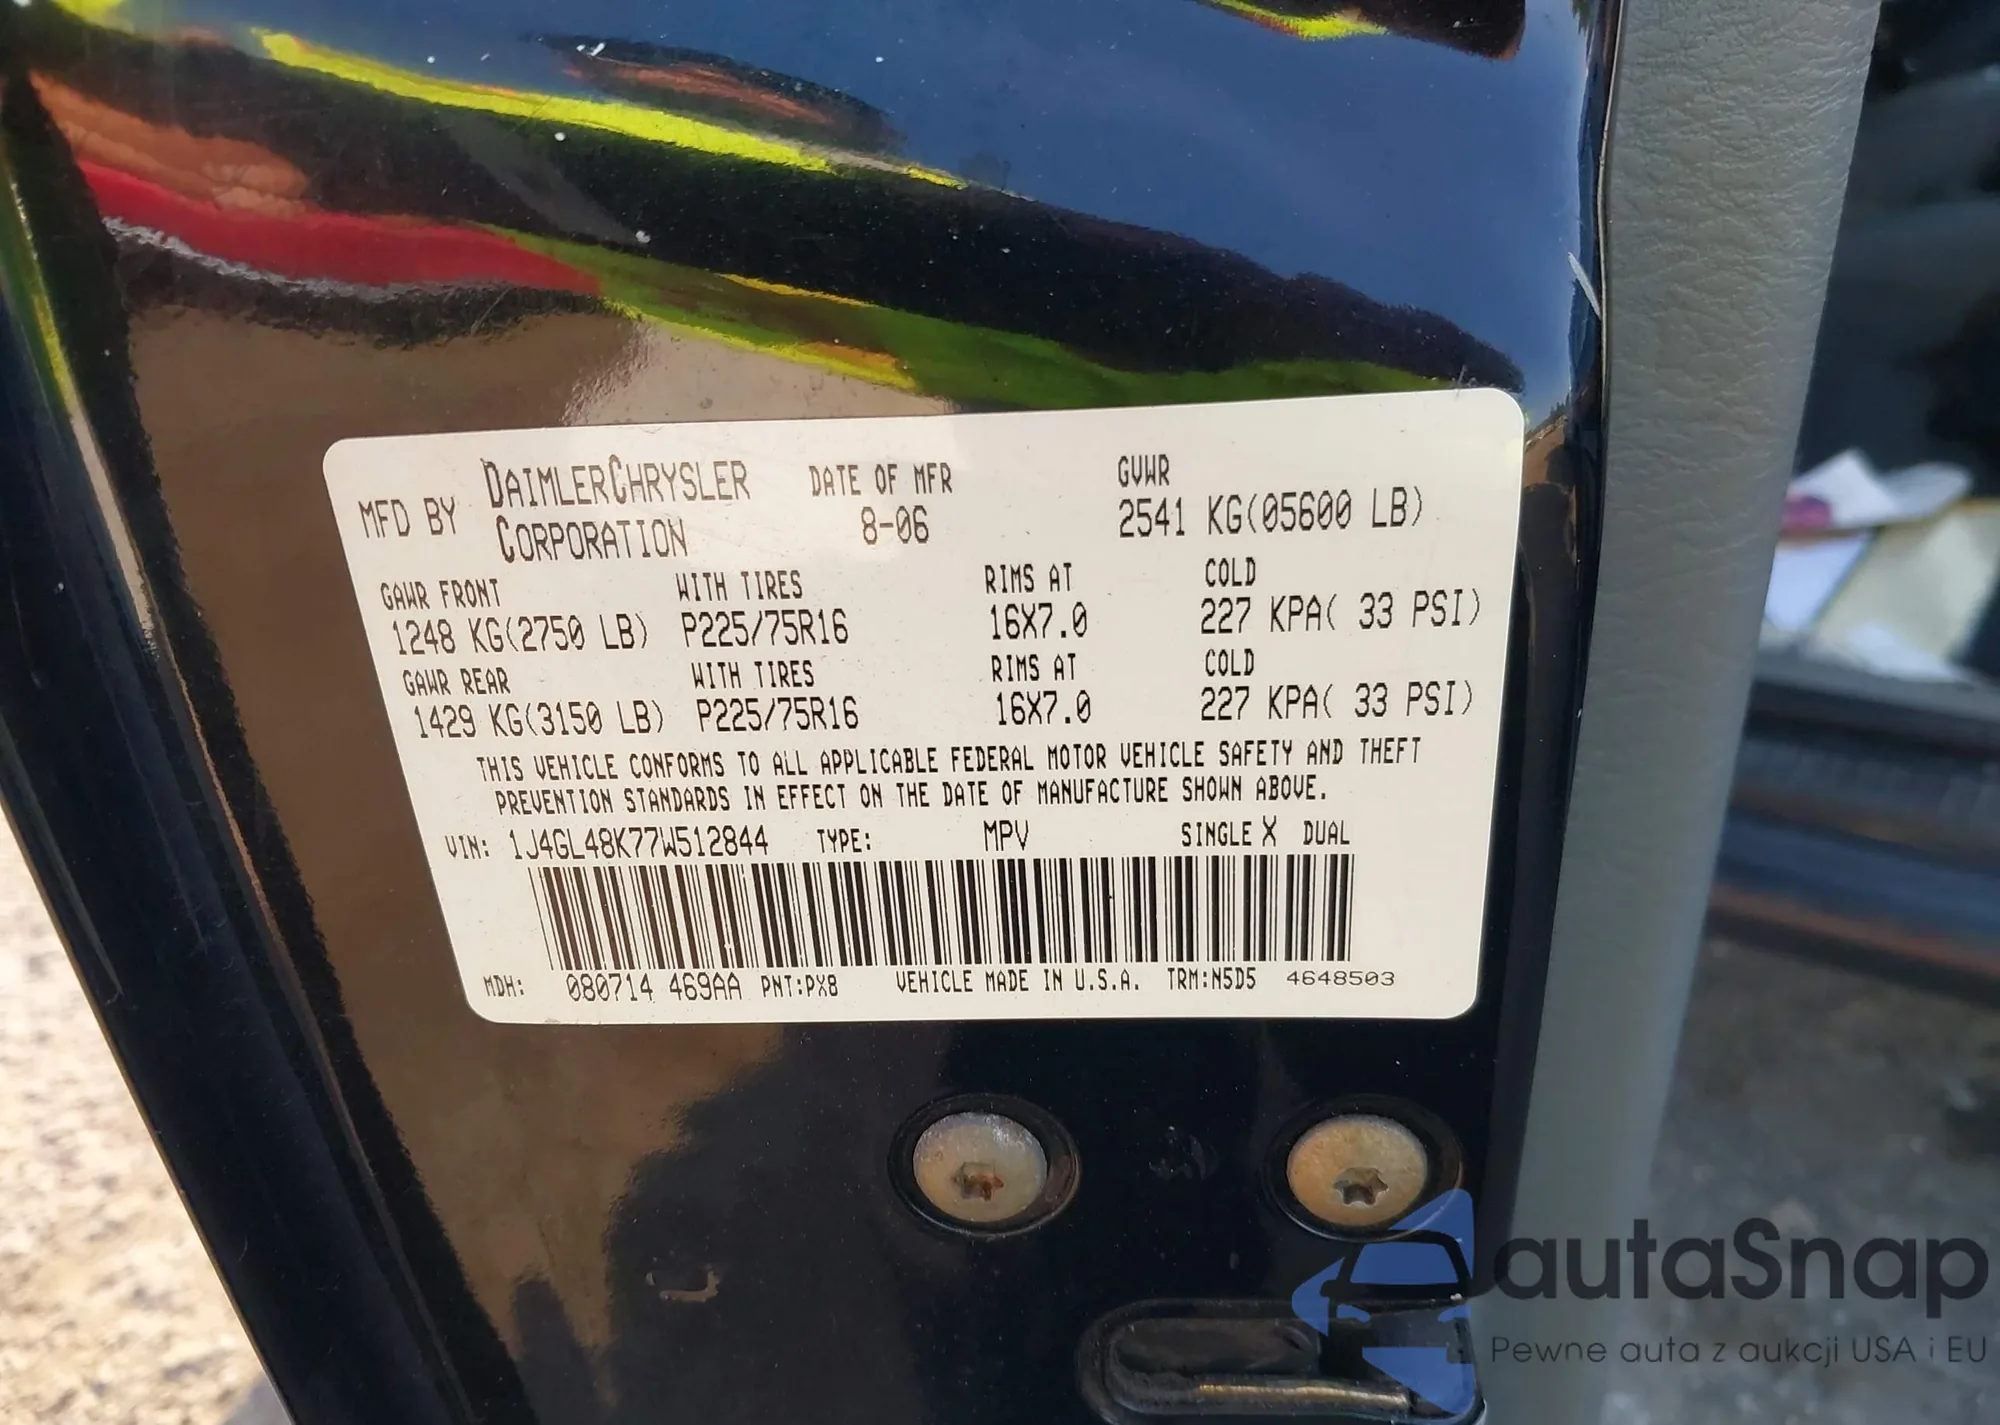 MFD BY DAIMLERCHRYSLER CORPORATION DATE OF MFR 8-06 GVWR 2541 KG(05600 LB)
GAWR FRONT WITH TIRES RIMS AT COLD
1248 KG(2750 LB) P225/75R16 16X7.0 227 KPA( 33 PSI)
GAWR REAR WITH TIRES RIMS AT COLD
1429 KG(3150 LB) P225/75R16 16X7.0 227 KPA( 33 PSI)
THIS VEHICLE CONFORMS TO ALL APPLICABLE FEDERAL MOTOR VEHICLE SAFETY AND THEFT
PREVENTION STANDARDS IN EFFECT ON THE DATE OF MANUFACTURE SHOWN ABOVE.
VIN: 1J4GL48K77W512844 TYPE: MPV SINGLE X DUAL
MDH: 080714 469AA PNT:PX8 VEHICLE MADE IN U.S.A. TRM:N5D5 4648503
autaSnap
Pewne auta z aukcji USA i EU